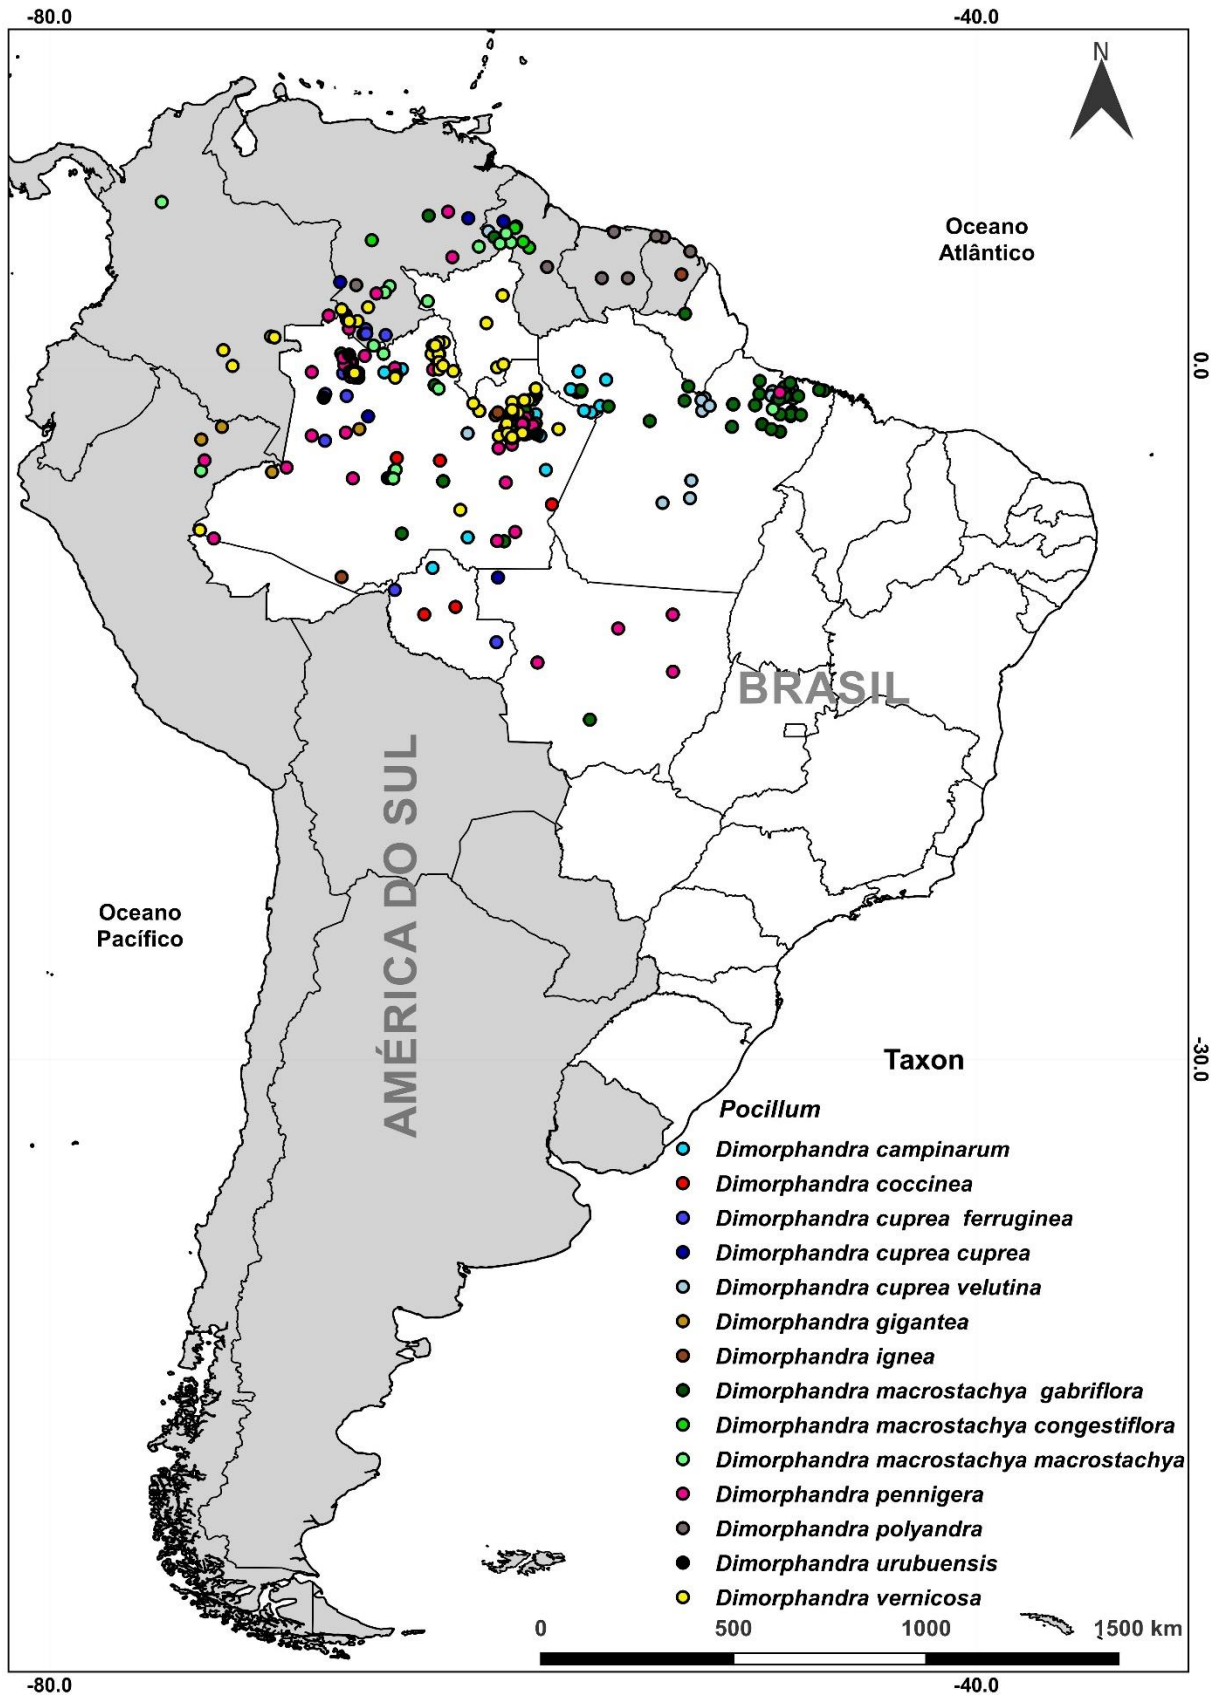 -80.0
-40.0
N
Oceano
Atlântico
0.0
BRASIL
AMÉRICA DO SUL
Oceano
Pacífico
-30.0
Taxon
Pocillum
Dimorphandra campinarum
Dimorphandra coccinea
Dimorphandra cuprea ferruginea
Dimorphandra cuprea cuprea
Dimorphandra cuprea velutina
Dimorphandra gigantea
Dimorphandra ignea
Dimorphandra macrostachya gabriflora
Dimorphandra macrostachya congestiflora
Dimorphandra macrostachya macrostachya
Dimorphandra pennigera
Dimorphandra polyandra
Dimorphandra urubuensis
Dimorphandra vernicosa
0 500 1000 1500 km
-80.0
-40.0